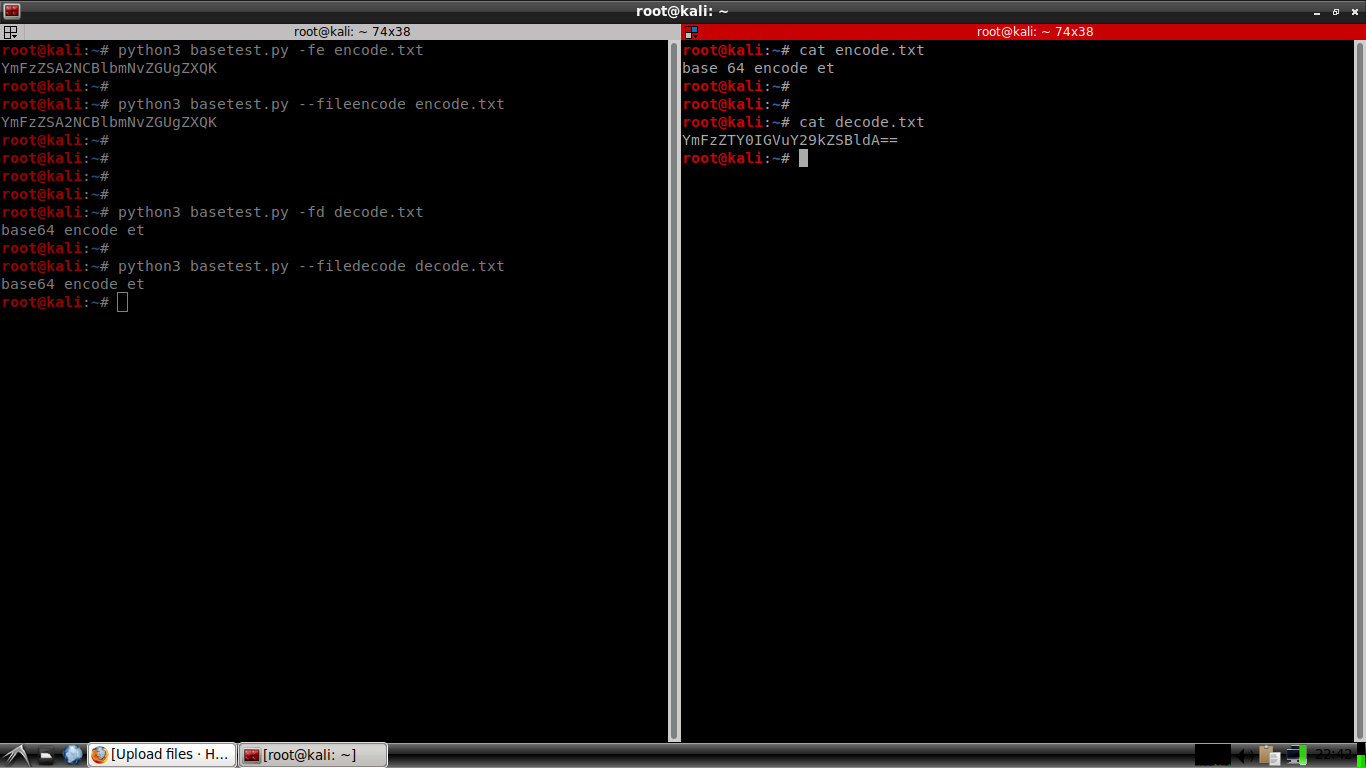 root@kali: ~
root@kali: ~ 74x38
root@kali:~# python3 basetest.py -fe encode.txt
YmFzZSA2NCBlbmNvZGUgZXQK
root@kali:~#
root@kali:~# python3 basetest.py --fileencode encode.txt
YmFzZSA2NCBlbmNvZGUgZXQK
root@kali:~#
root@kali:~#
root@kali:~#
root@kali:~#
root@kali:~# python3 basetest.py -fd decode.txt
base64 encode et
root@kali:~#
root@kali:~# python3 basetest.py --filedecode decode.txt
base64 encode et
root@kali:~#
root@kali: ~ 74x38
root@kali:~# cat encode.txt
base 64 encode et
root@kali:~#
root@kali:~#
root@kali:~# cat decode.txt
YmFzZTY0IGVuY29kZSBldA==
root@kali:~#
[Upload files · H...
[root@kali: ~]
22:42